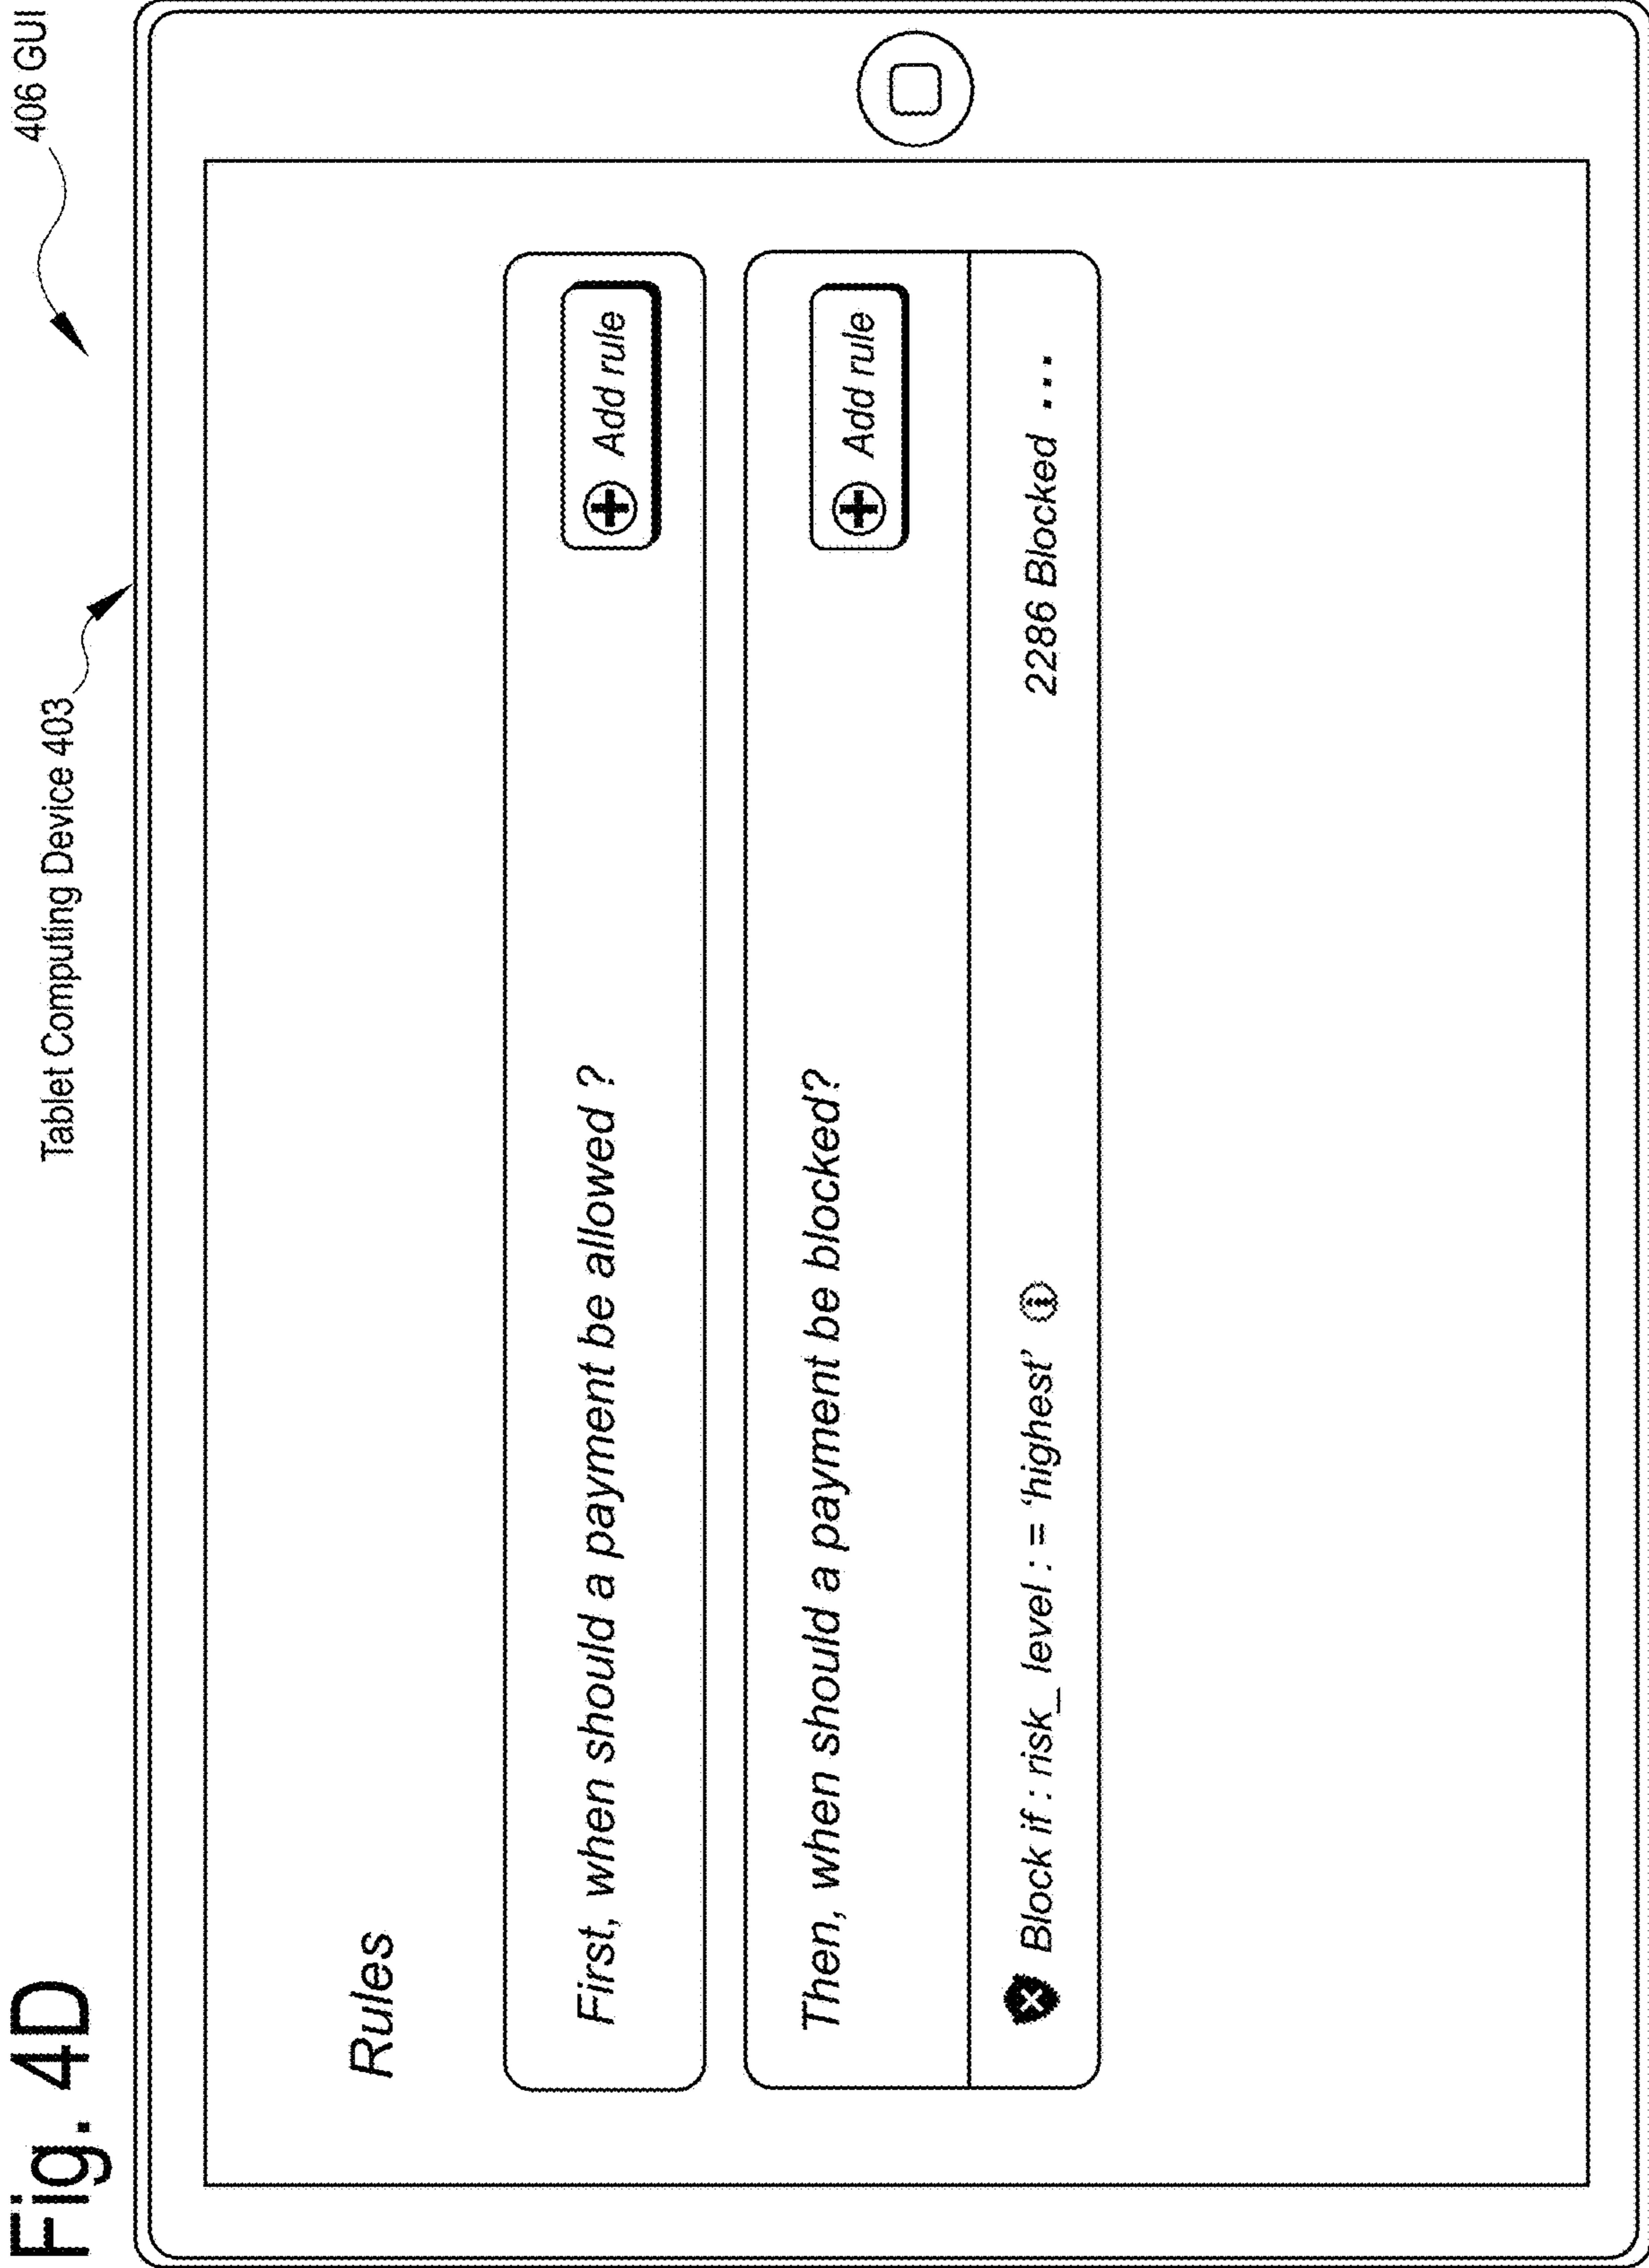 Fig. 4D
Tablet Computing Device 403
406 GUI
Rules
First, when should a payment be allowed ?
Add rule
Then, when should a payment be blocked?
Add rule
Block if : risk_ level : = ‘highest’ ⓘ
2286 Blocked ...